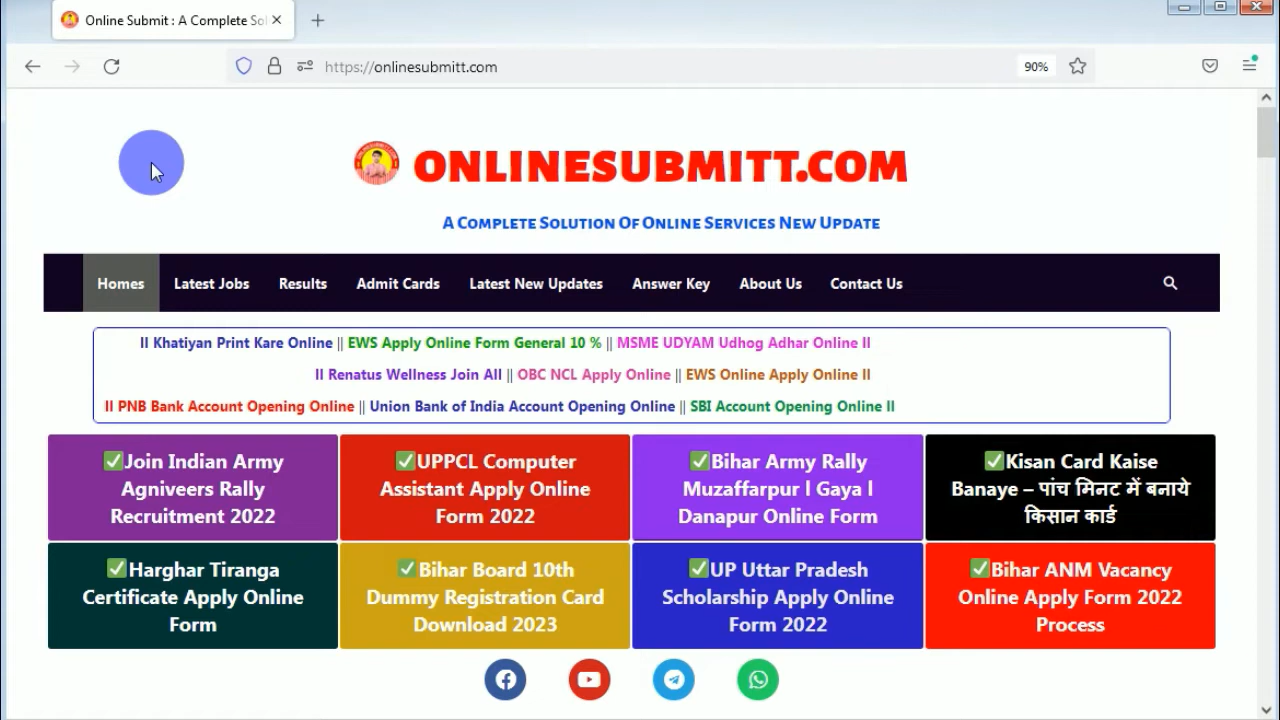 Online Submit : A Complete Sol
https://onlinesubmitt.com
90%
ONLINESUBMITT.COM
A Complete Solution Of Online Services New Update
Homes Latest Jobs Results Admit Cards Latest New Updates Answer Key About Us Contact Us
II Khatiyan Print Kare Online || EWS Apply Online Form General 10 % || MSME UDYAM Udhog Adhar Online II
II Renatus Wellness Join All || OBC NCL Apply Online || EWS Online Apply Online II
II PNB Bank Account Opening Online || Union Bank of India Account Opening Online || SBI Account Opening Online II
✅Join Indian Army
Agniveers Rally
Recruitment 2022
✅UPPCL Computer
Assistant Apply Online
Form 2022
✅Bihar Army Rally
Muzaffarpur l Gaya l
Danapur Online Form
✅Kisan Card Kaise
Banaye – पांच मिनट में बनाये
किसान कार्ड
✅Harghar Tiranga
Certificate Apply Online
Form
✅Bihar Board 10th
Dummy Registration Card
Download 2023
✅UP Uttar Pradesh
Scholarship Apply Online
Form 2022
✅Bihar ANM Vacancy
Online Apply Form 2022
Process